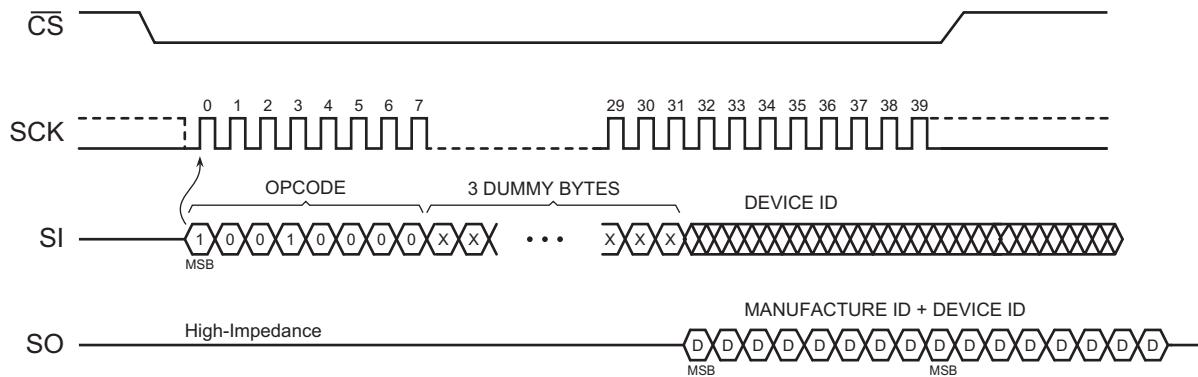 CS
SCK
0 1 2 3 4 5 6 7 29 30 31 32 33 34 35 36 37 38 39
OPCODE 3 DUMMY BYTES DEVICE ID
SI
1 0 0 1 0 0 0 0 X X • • • X X X
MSB
MANUFACTURE ID + DEVICE ID
High-Impedance
SO
D D D D D D D D D D D D D D D D
MSB MSB